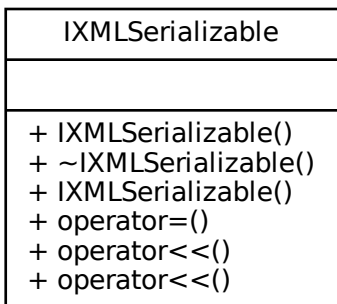 IXMLSerializable
+ IXMLSerializable()
+ ~IXMLSerializable()
+ IXMLSerializable()
+ operator=()
+ operator<<()
+ operator<<()